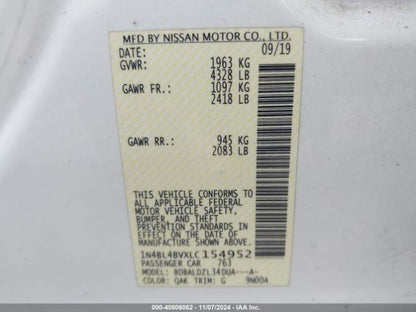 MFD BY NISSAN MOTOR CO., LTD.
DATE: 09/19
GVWR: 1963 KG
4328 LB
GAWR FR.: 1097 KG
2418 LB
GAWR RR.: 945 KG
2083 LB
THIS VEHICLE CONFORMS TO
ALL APPLICABLE FEDERAL
MOTOR VEHICLE SAFETY,
BUMPER, AND THEFT
PREVENTION STANDARDS
IN EFFECT ON THE DATE OF
MANUFACTURE SHOWN ABOVE.
1N4BL4BVXLC154952
PASSENGER CAR 763
MODEL: BDBALDZL34DUA---A-
COLOR: QAK TRIM: G 9N00A
000-40806062 - 11/07/2024 - IAAI.com